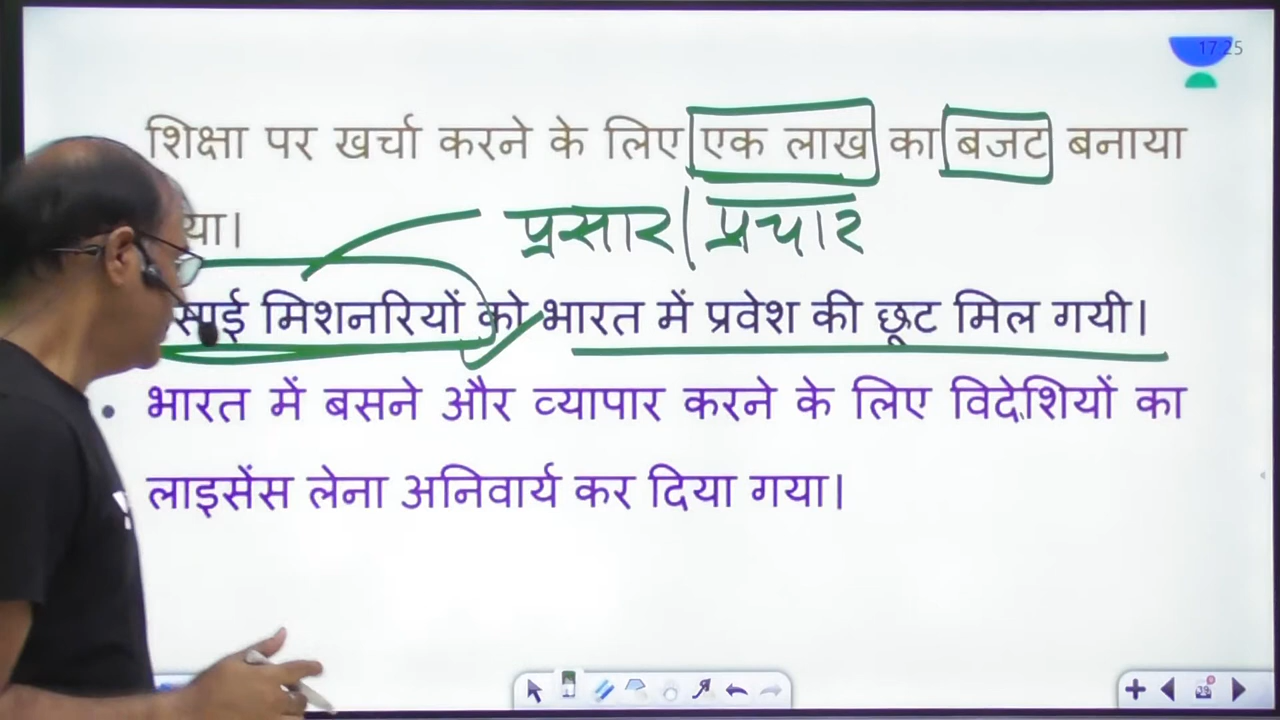 17:25
शिक्षा पर खर्चा करने के लिए एक लाख का बजट बनाया
प्रसार | प्रचार
मिशनरियों को भारत में प्रवेश की छूट मिल गयी।
भारत में बसने और व्यापार करने के लिए विदेशियों का
लाइसेंस लेना अनिवार्य कर दिया गया।
39